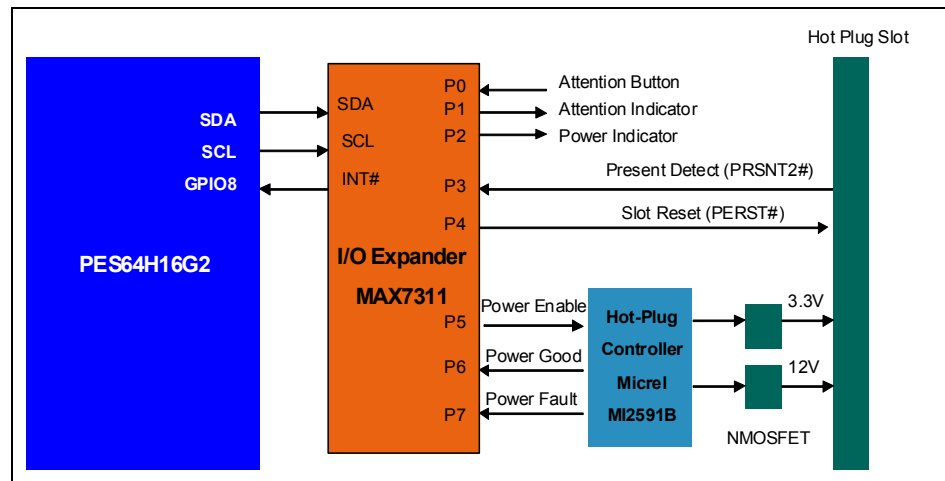 Hot Plug Slot
SDA
SCL
GPIO8
PES64H16G2
SDA
SCL
INT#
I/O Expander
MAX7311
P0
P1
P2
P3
P4
P5
P6
P7
Attention Button
Attention Indicator
Power Indicator
Present Detect (PRSNT2#)
Slot Reset (PERST#)
Power Enable
Power Good
Power Fault
Hot-Plug
Controller
Micrel
MI2591B
3.3V
12V
NMOSFET